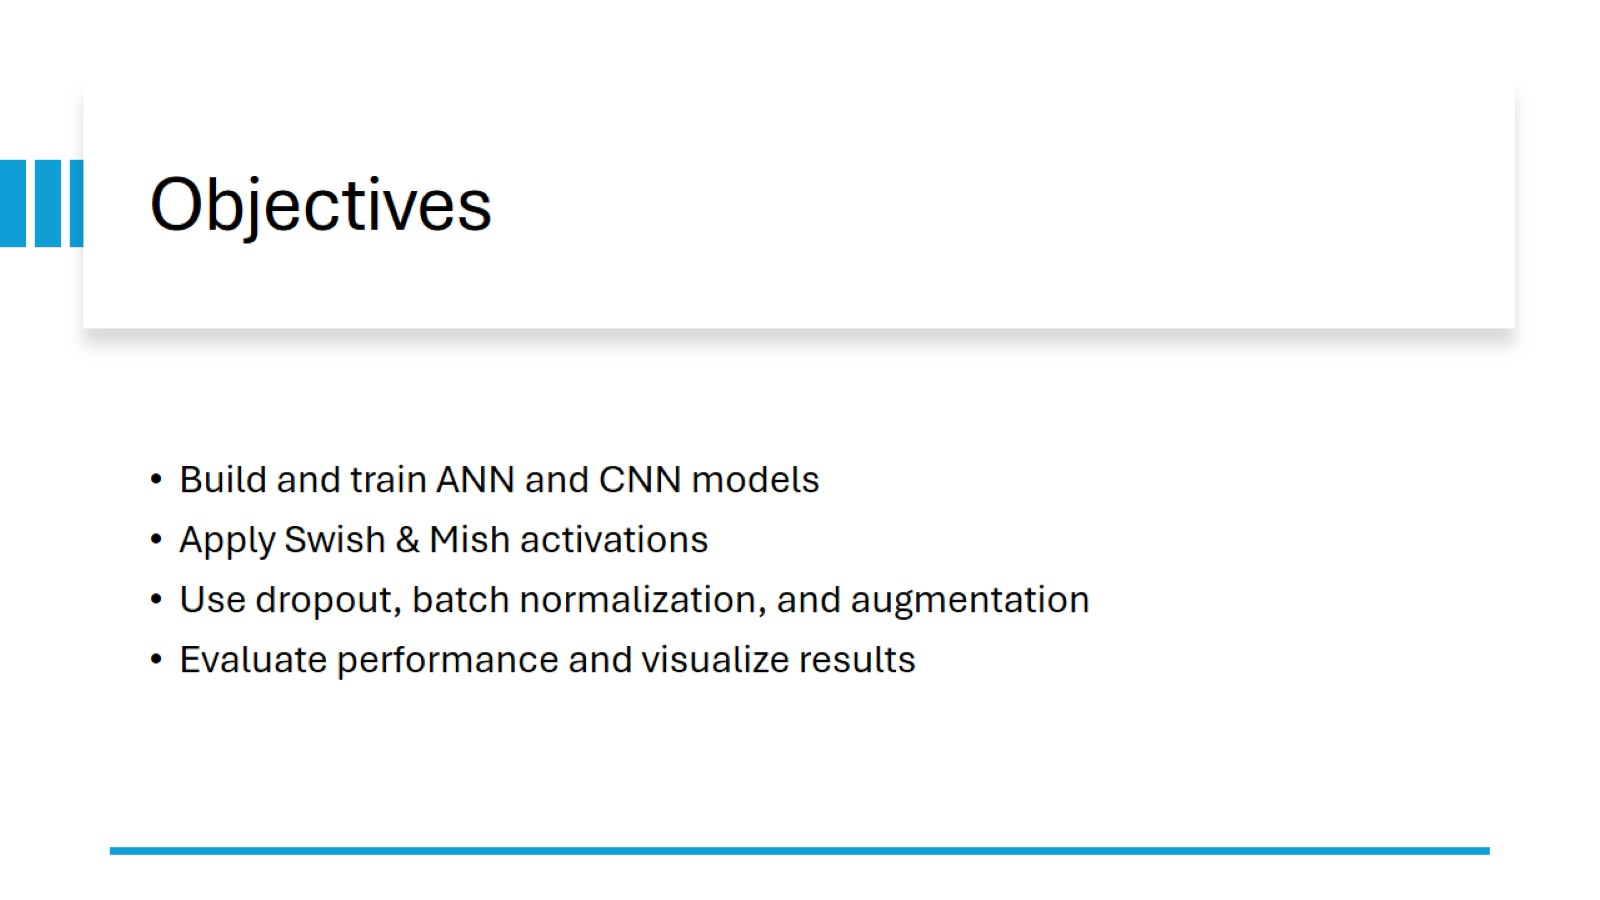 Objectives
• Build and train ANN and CNN models
• Apply Swish & Mish activations
• Use dropout, batch normalization, and augmentation
• Evaluate performance and visualize results